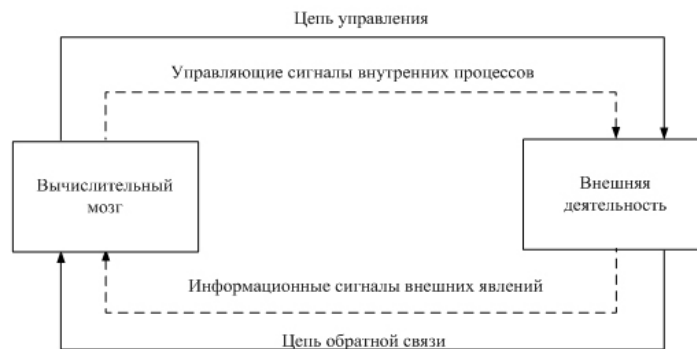 Цепь управления
Управляющие сигналы внутренних процессов
Вычислительный
мозг
Внешняя
деятельность
Информационные сигналы внешних явлений
Цепь обратной связи